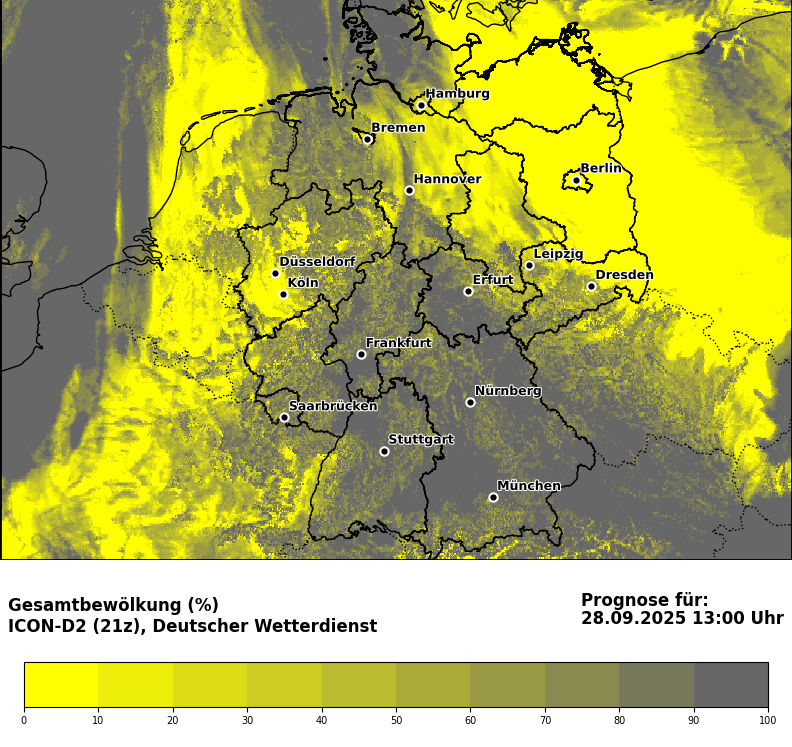 Hamburg
Bremen
Berlin
Hannover
Leipzig
Düsseldorf
Dresden
Erfurt
Köln
Frankfurt
Nürnberg
Saarbrücken
Stuttgart
München
Gesamtbewölkung (%)
ICON-D2 (21z), Deutscher Wetterdienst
Prognose für:
28.09.2025 13:00 Uhr
0 10 20 30 40 50 60 70 80 90 100